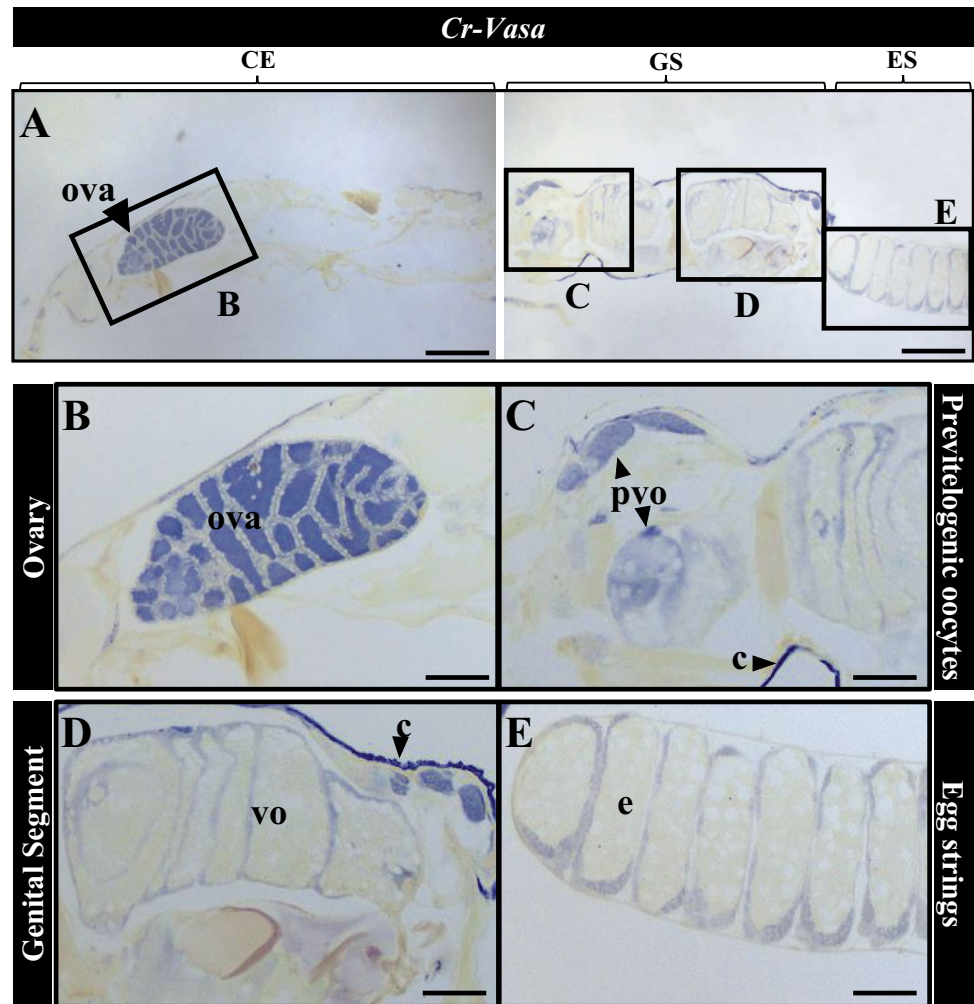 Cr-Vasa
CE
GS
ES
A
ova
B
C
D
E
B
ova
Ovary
C
pvo
c
Previtelogenic oocytes
D
c
vo
Genital Segment
E
e
Egg strings